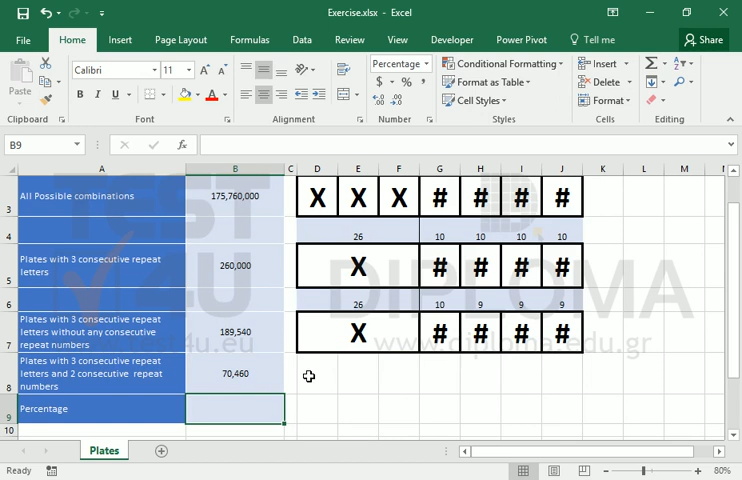 Exercise.xlsx - Excel
File Home Insert Page Layout Formulas Data Review View Developer Power Pivot Tell me Share
Calibri 11 Percentage Conditional Formatting Insert
Paste B I U A $ % , Format as Table Delete
Cell Styles Format
Clipboard Font Alignment Number Styles Cells Editing
B9 fx
A B C D E F G H I J K L M
3 All Possible combinations 175,760,000 X X X # # # #
4 26 10 10 10 10
5 Plates with 3 consecutive repeat letters 260,000 X # # # #
6 26 10 9 9 9
7 Plates with 3 consecutive repeat letters without any consecutive repeat numbers 189,540 X # # # #
8 Plates with 3 consecutive repeat letters and 2 consecutive repeat numbers 70,460
9 Percentage
10
TEST 4U DIPLOMA
www.test4u.eu www.diploma.edu.gr
Plates
Ready 80%